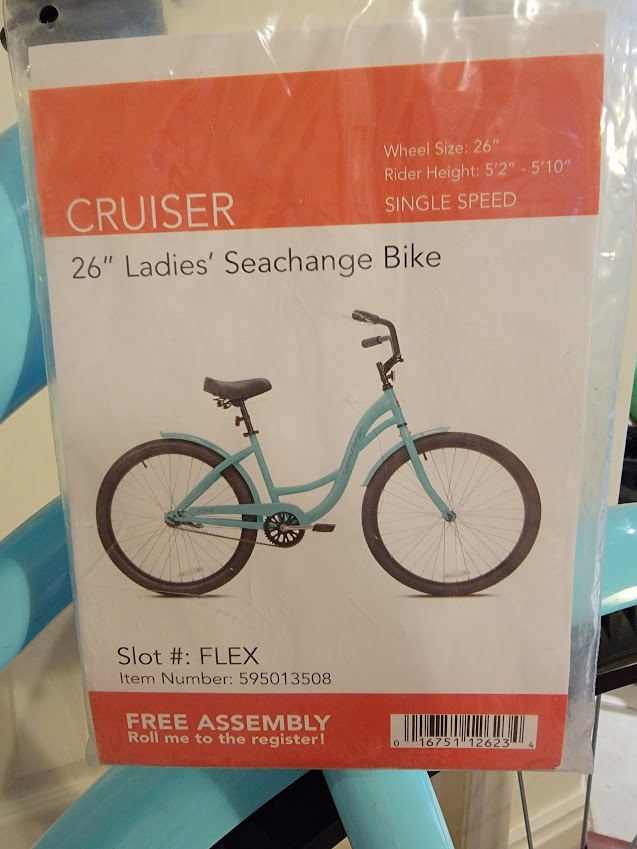 Wheel Size: 26"
Rider Height: 5'2" - 5'10"
SINGLE SPEED
CRUISER
26" Ladies' Seachange Bike
Slot #: FLEX
Item Number: 595013508
FREE ASSEMBLY
Roll me to the register!
0 16751 12623 4